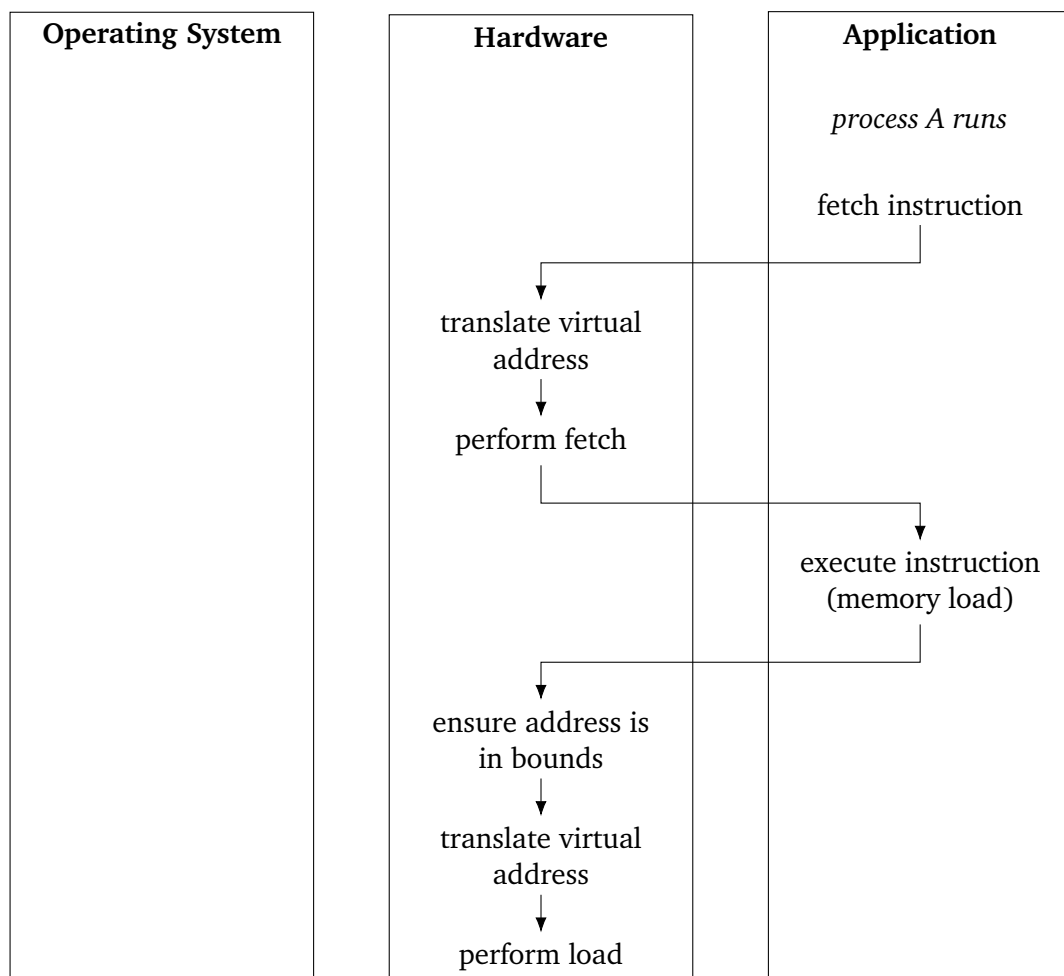 Operating System
Hardware
Application
process A runs
fetch instruction
translate virtual
address
perform fetch
execute instruction
(memory load)
ensure address is
in bounds
translate virtual
address
perform load